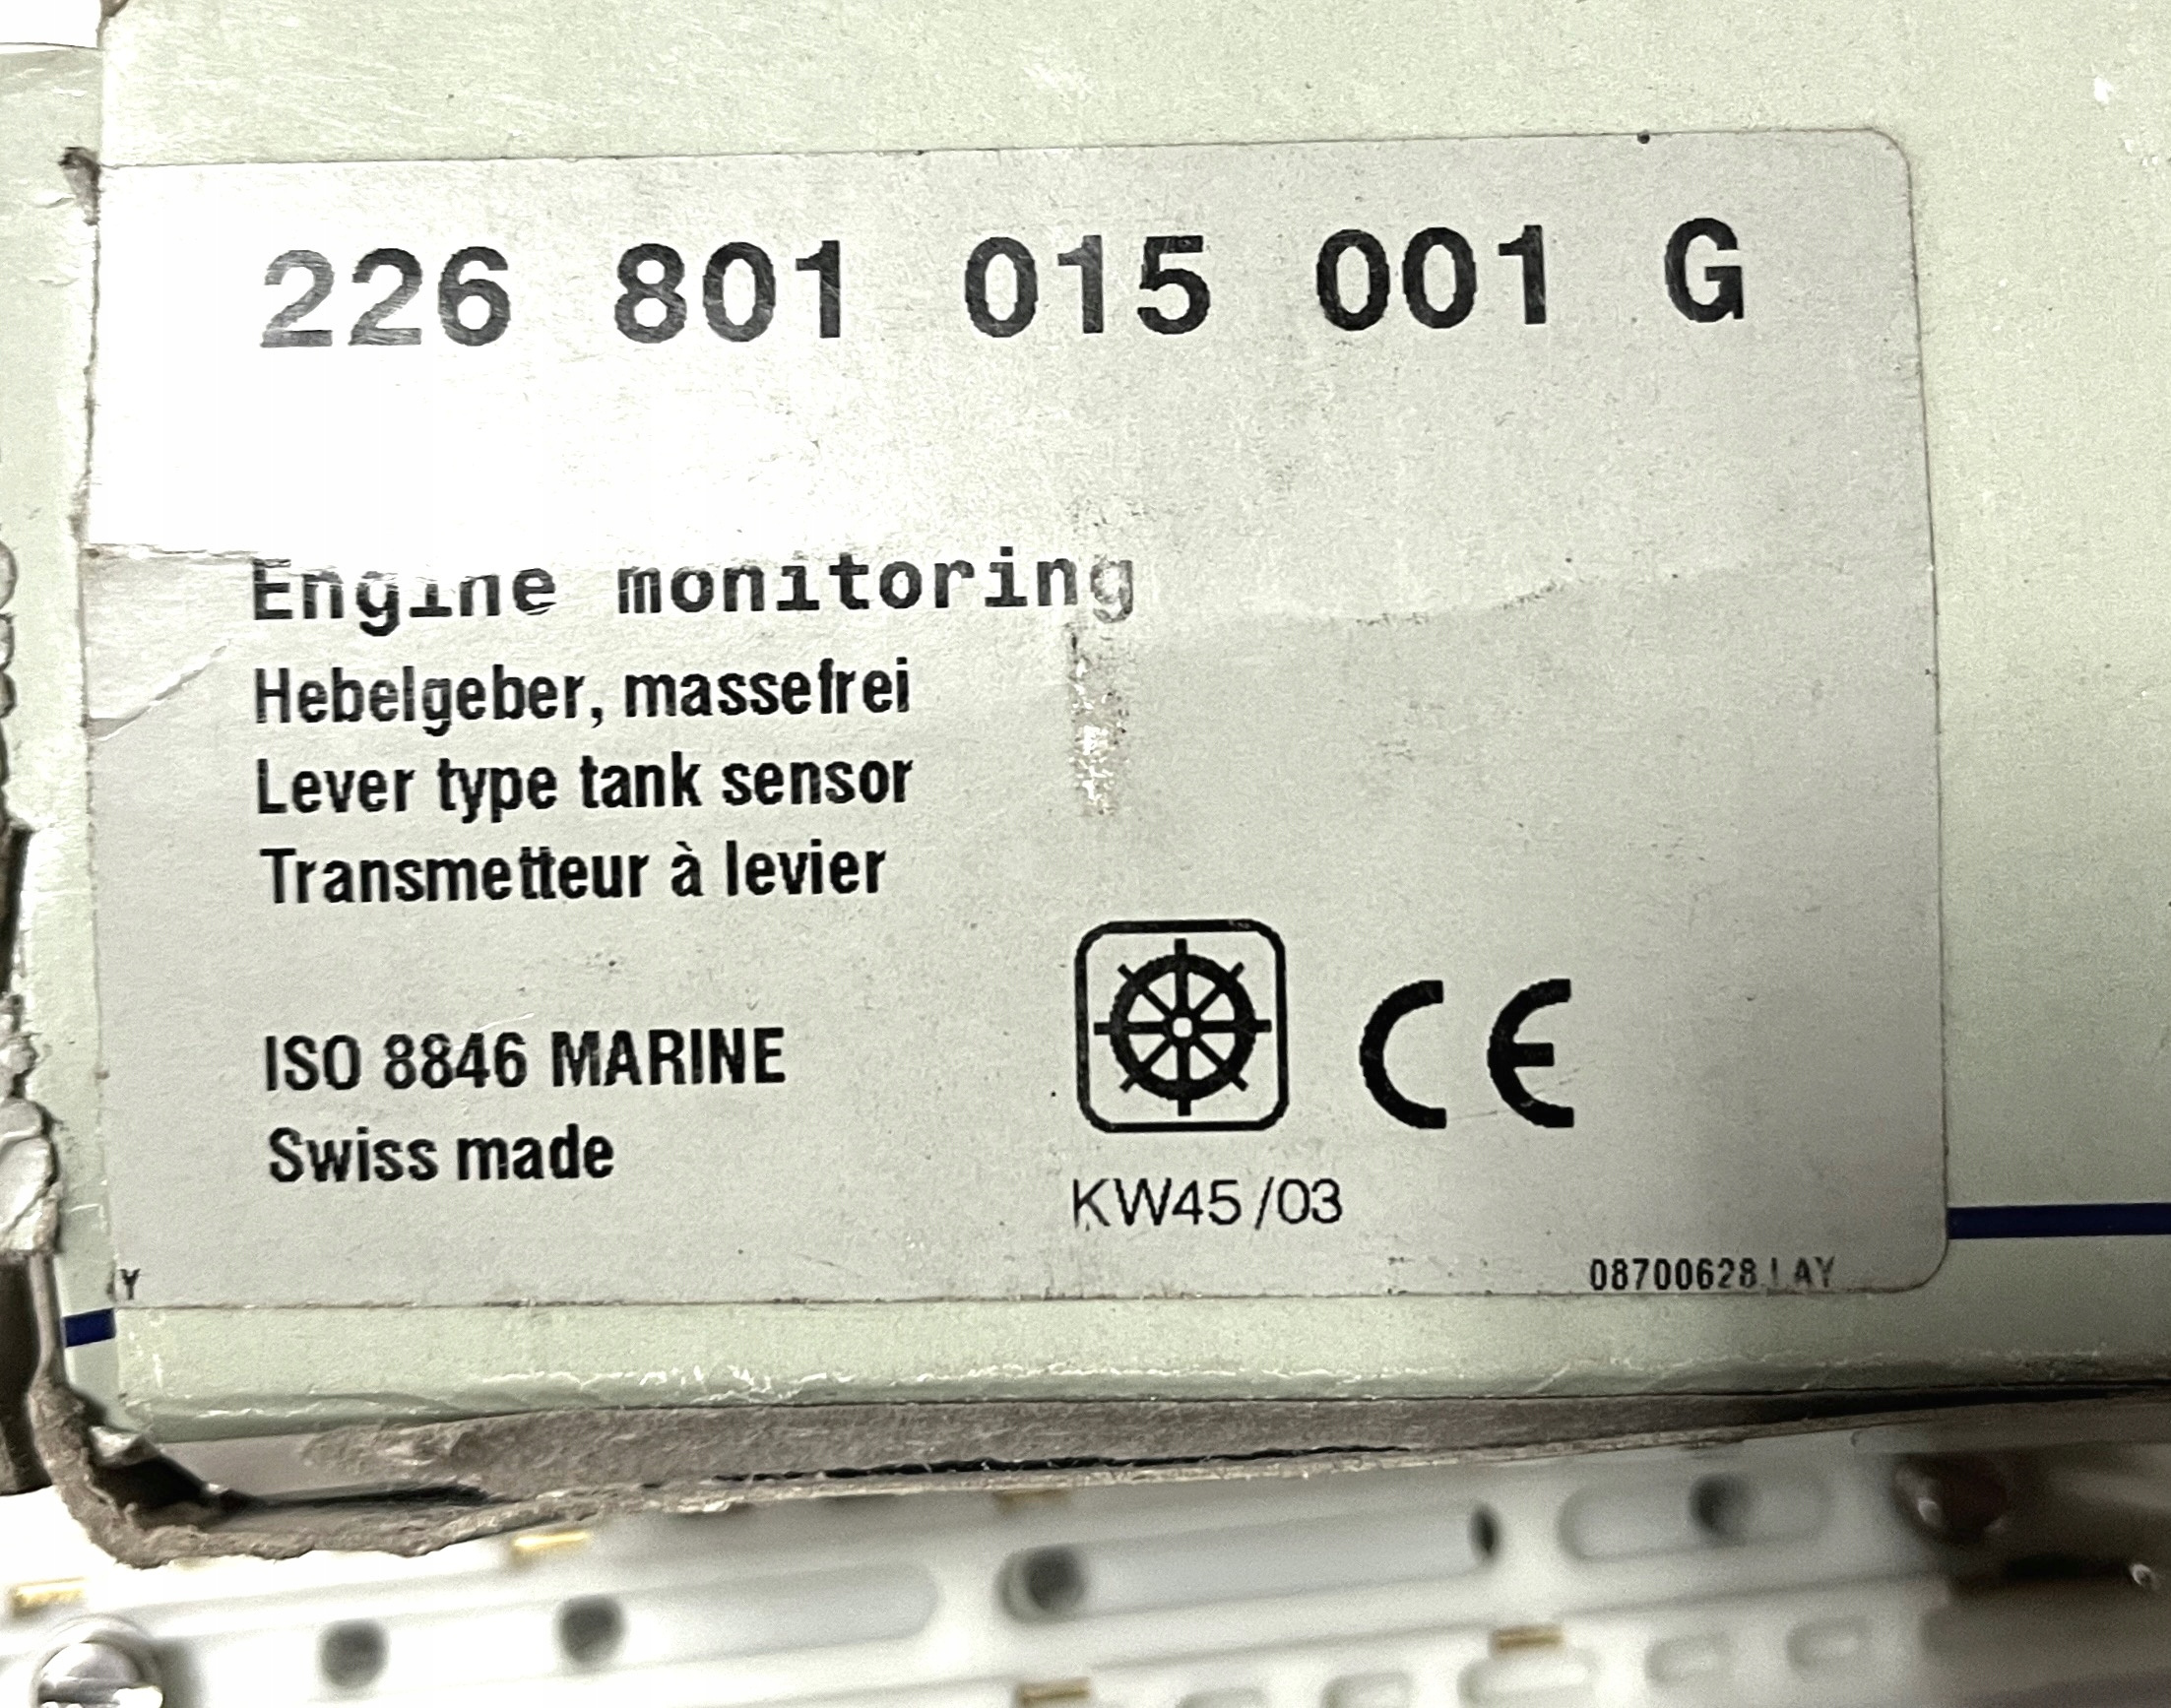 226 801 015 001 G
Engine monitoring
Hebelgeber, massefrei
Lever type tank sensor
Transmetteur à levier
ISO 8846 MARINE
Swiss made
CE
KW45/03
Y
08700628.LAY